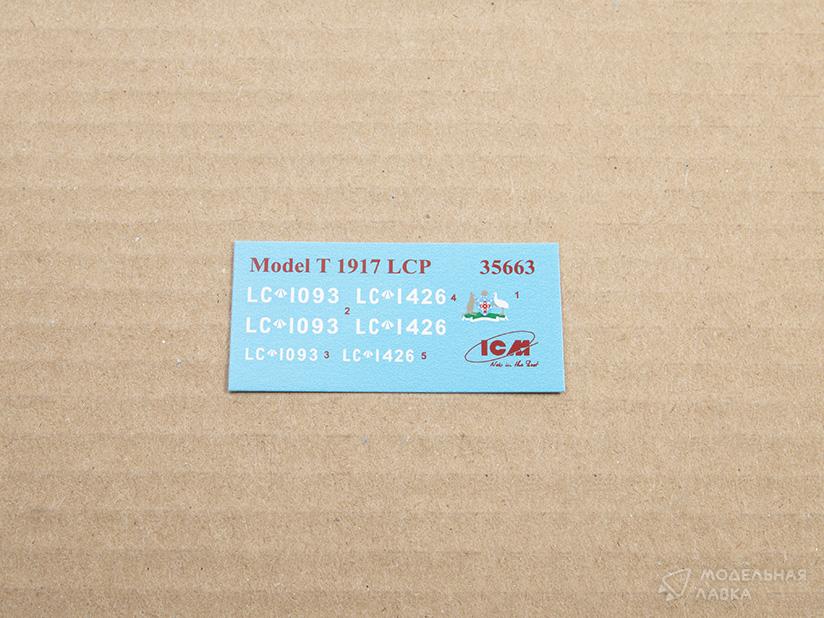 Model T 1917 LCP 35663
LC 1093 LC 1426 4 1
2
LC 1093 LC 1426
LC 1093 3 LC 1426 5
ICM
МОДЕЛЬНАЯ
ЛАВКА